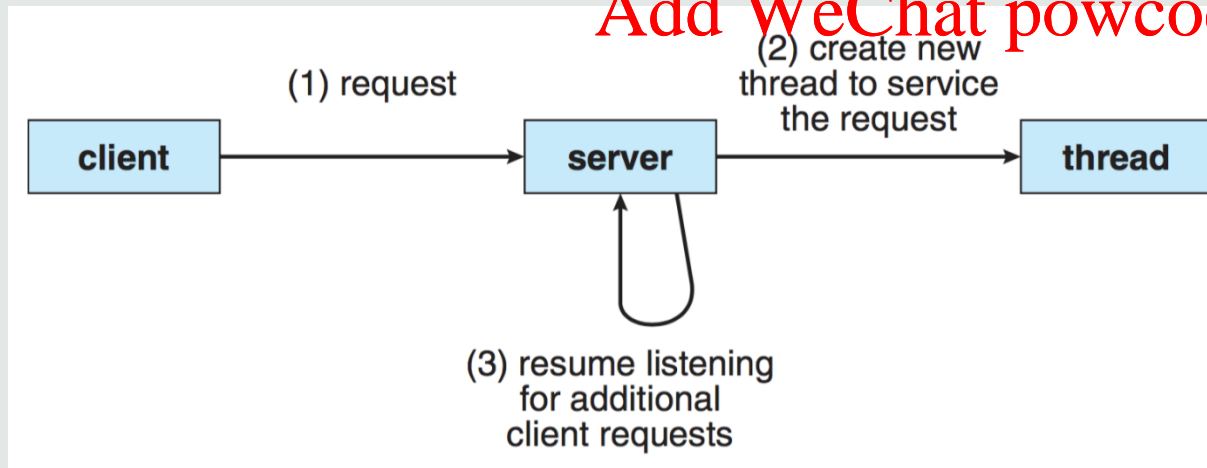 Add WeChat powco
(1) request
(2) create new
thread to service
the request
client
server
thread
(3) resume listening
for additional
client requests